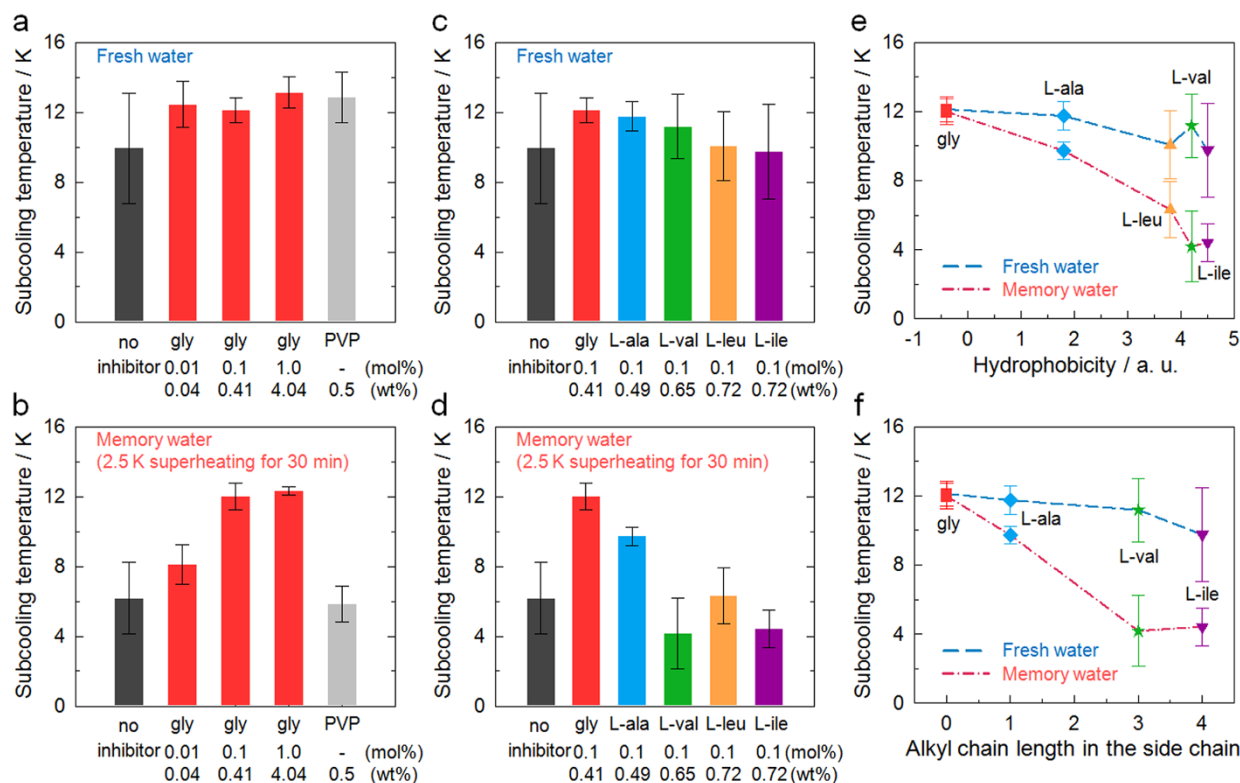 a
Subcooling temperature / K
16
12
8
4
0
Fresh water
no gly gly gly PVP
inhibitor 0.01 0.1 1.0 - (mol%)
0.04 0.41 4.04 0.5 (wt%)
c
Subcooling temperature / K
16
12
8
4
0
Fresh water
no gly L-ala L-val L-leu L-ile
inhibitor 0.1 0.1 0.1 0.1 0.1 (mol%)
0.41 0.49 0.65 0.72 0.72 (wt%)
e
Subcooling temperature / K
16
12
8
4
0
L-val
L-ala
gly
L-leu
L-ile
Fresh water
Memory water
-1 0 1 2 3 4 5
Hydrophobicity / a. u.
b
Subcooling temperature / K
16
12
8
4
0
Memory water
(2.5 K superheating for 30 min)
no gly gly gly PVP
inhibitor 0.01 0.1 1.0 - (mol%)
0.04 0.41 4.04 0.5 (wt%)
d
Subcooling temperature / K
16
12
8
4
0
Memory water
(2.5 K superheating for 30 min)
no gly L-ala L-val L-leu L-ile
inhibitor 0.1 0.1 0.1 0.1 0.1 (mol%)
0.41 0.49 0.65 0.72 0.72 (wt%)
f
Subcooling temperature / K
16
12
8
4
0
gly
L-ala
L-val
L-ile
Fresh water
Memory water
0 1 2 3 4
Alkyl chain length in the side chain